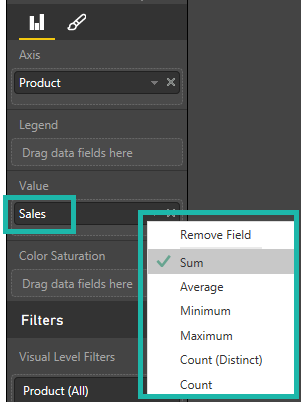 Axis
Product
Legend
Drag data fields here
Value
Sales
Remove Field
Sum
Average
Minimum
Maximum
Count (Distinct)
Count
Color Saturation
Drag data fields here
Filters
Visual Level Filters
Product (All)